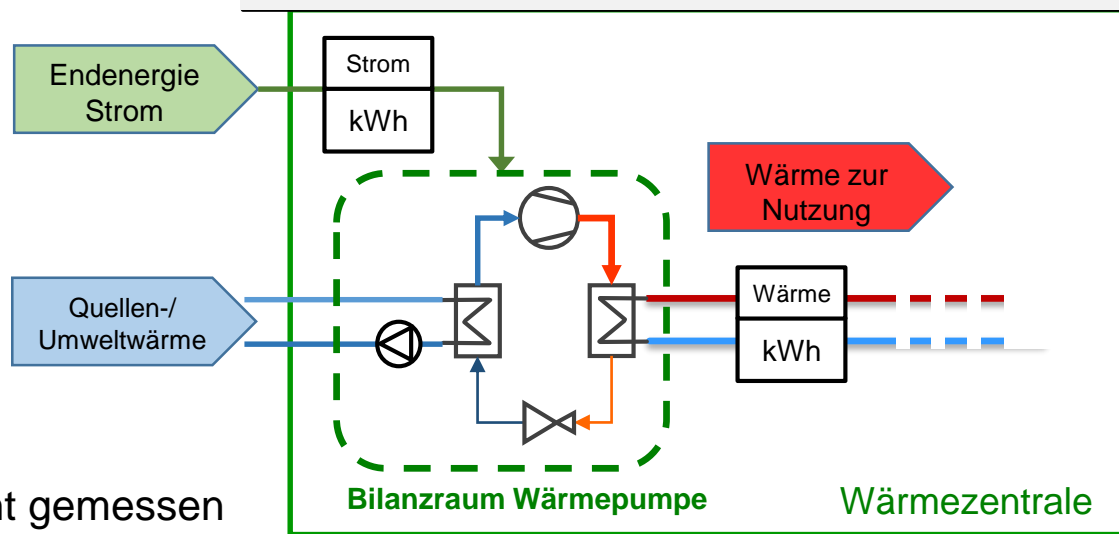 Endenergie
Strom
Strom
kWh
Wärme zur
Nutzung
Quellen-/
Umweltwärme
Wärme
kWh
Bilanzraum Wärmepumpe
Wärmezentrale
gemessen